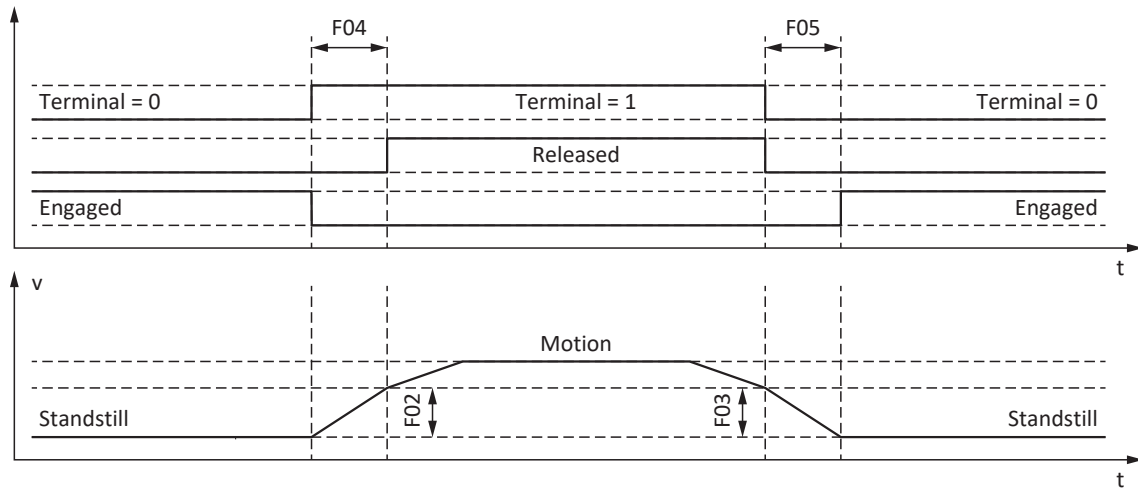 F04 F05
Terminal = 0 Terminal = 1 Terminal = 0
Released
Engaged Engaged
t
v
Motion
F02 F03
Standstill Standstill
t